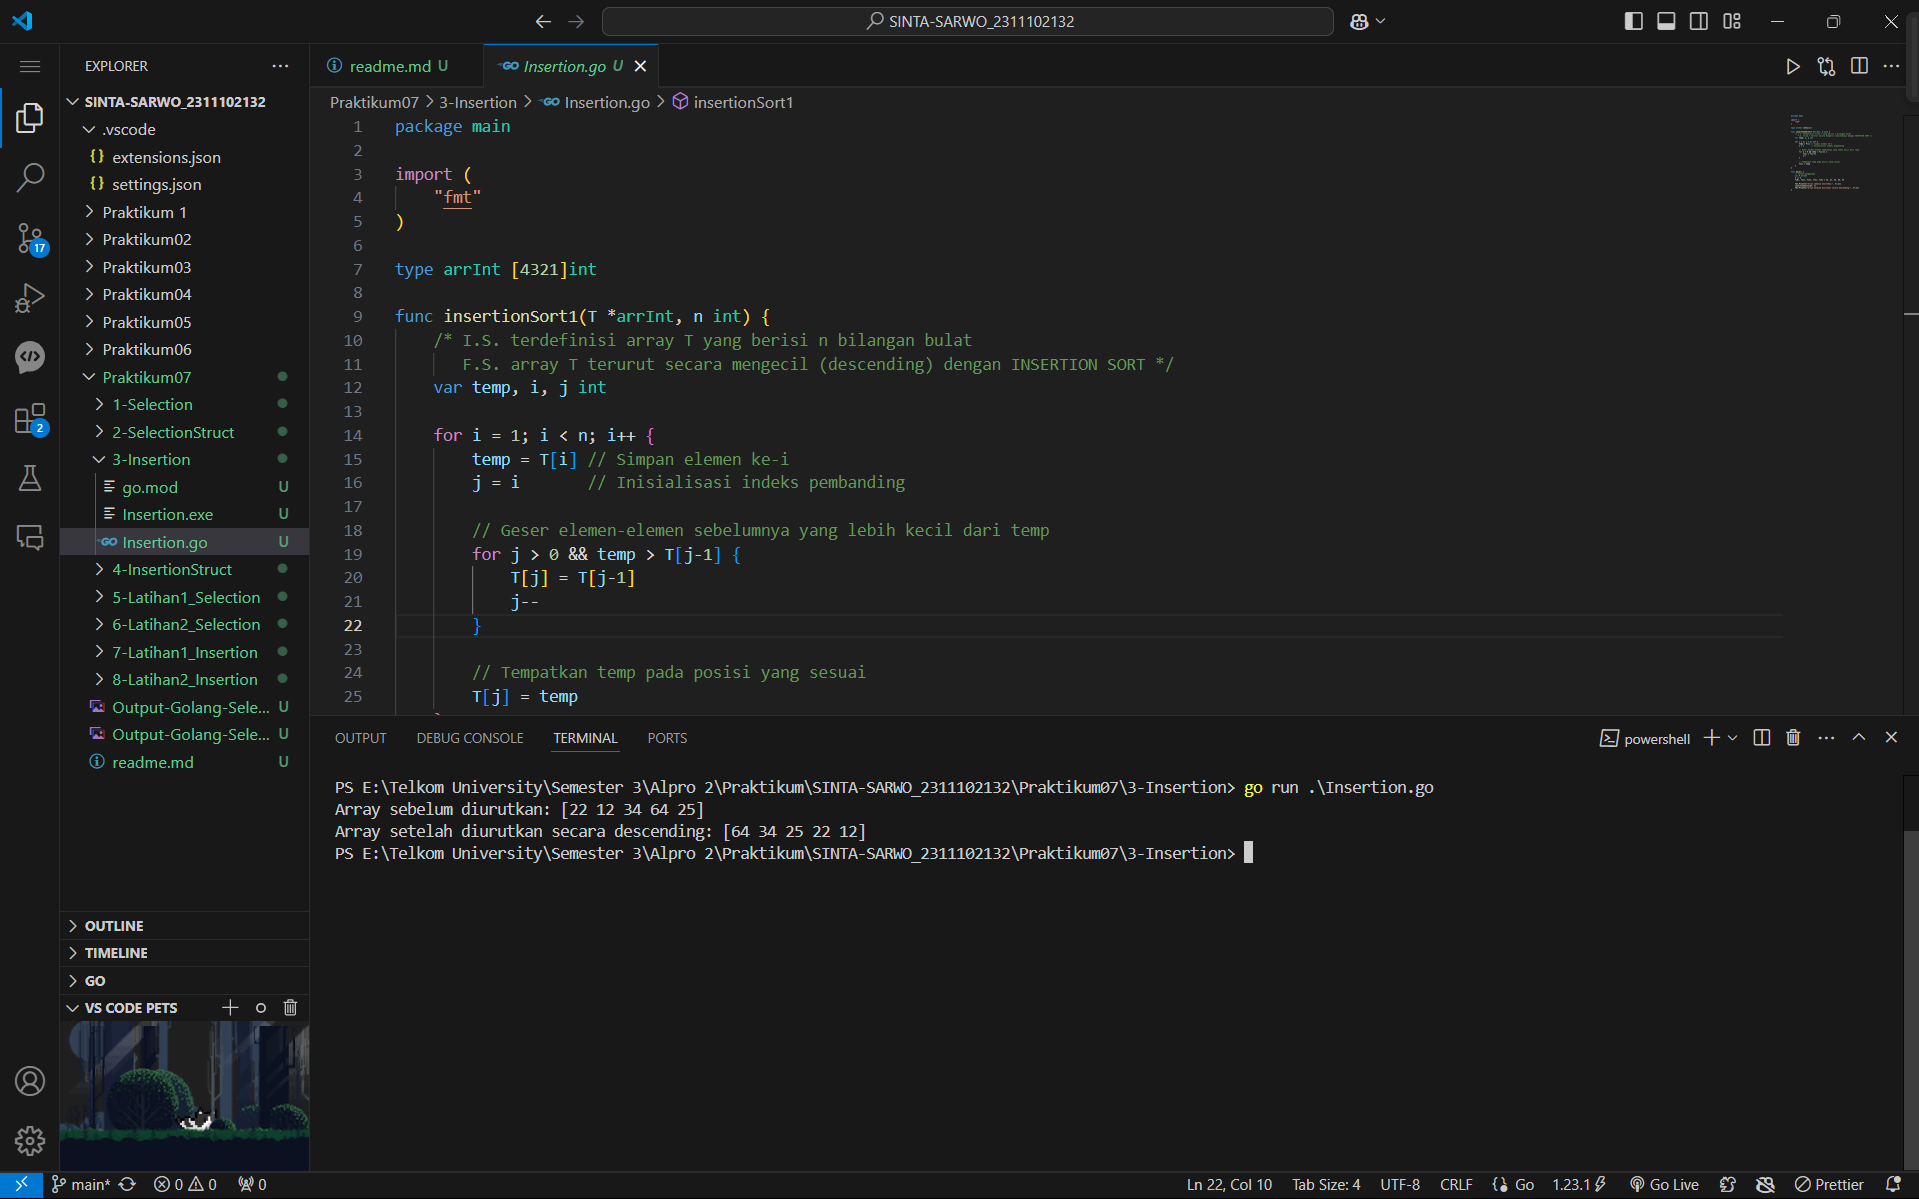 SINTA-SARWO_2311102132
EXPLORER
SINTA-SARWO_2311102132
.vscode
{} extensions.json
{} settings.json
Praktikum 1
Praktikum02
Praktikum03
Praktikum04
Praktikum05
Praktikum06
Praktikum07
1-Selection
2-SelectionStruct
3-Insertion
go.mod U
Insertion.exe U
GO Insertion.go U
4-InsertionStruct
5-Latihan1_Selection
6-Latihan2_Selection
7-Latihan1_Insertion
8-Latihan2_Insertion
Output-Golang-Sele... U
Output-Golang-Sele... U
readme.md U
OUTLINE
TIMELINE
GO
VS CODE PETS
17
2
readme.md U
GO Insertion.go U
Praktikum07 > 3-Insertion > GO Insertion.go > insertionSort1
1 package main
2
3 import (
4 "fmt"
5 )
6
7 type arrInt [4321]int
8
9 func insertionSort1(T *arrInt, n int) {
10 /* I.S. terdefinisi array T yang berisi n bilangan bulat
11 F.S. array T terurut secara mengecil (descending) dengan INSERTION SORT */
12 var temp, i, j int
13
14 for i = 1; i < n; i++ {
15 temp = T[i] // Simpan elemen ke-i
16 j = i // Inisialisasi indeks pembanding
17
18 // Geser elemen-elemen sebelumnya yang lebih kecil dari temp
19 for j > 0 && temp > T[j-1] {
20 T[j] = T[j-1]
21 j--
22 }
23
24 // Tempatkan temp pada posisi yang sesuai
25 T[j] = temp
OUTPUT DEBUG CONSOLE TERMINAL PORTS
powershell
PS E:\Telkom University\Semester 3\Alpro 2\Praktikum\SINTA-SARWO_2311102132\Praktikum07\3-Insertion> go run .\Insertion.go
Array sebelum diurutkan: [22 12 34 64 25]
Array setelah diurutkan secara descending: [64 34 25 22 12]
PS E:\Telkom University\Semester 3\Alpro 2\Praktikum\SINTA-SARWO_2311102132\Praktikum07\3-Insertion>
main* 0 0 0
Ln 22, Col 10 Tab Size: 4 UTF-8 CRLF {} Go 1.23.1 Go Live Prettier